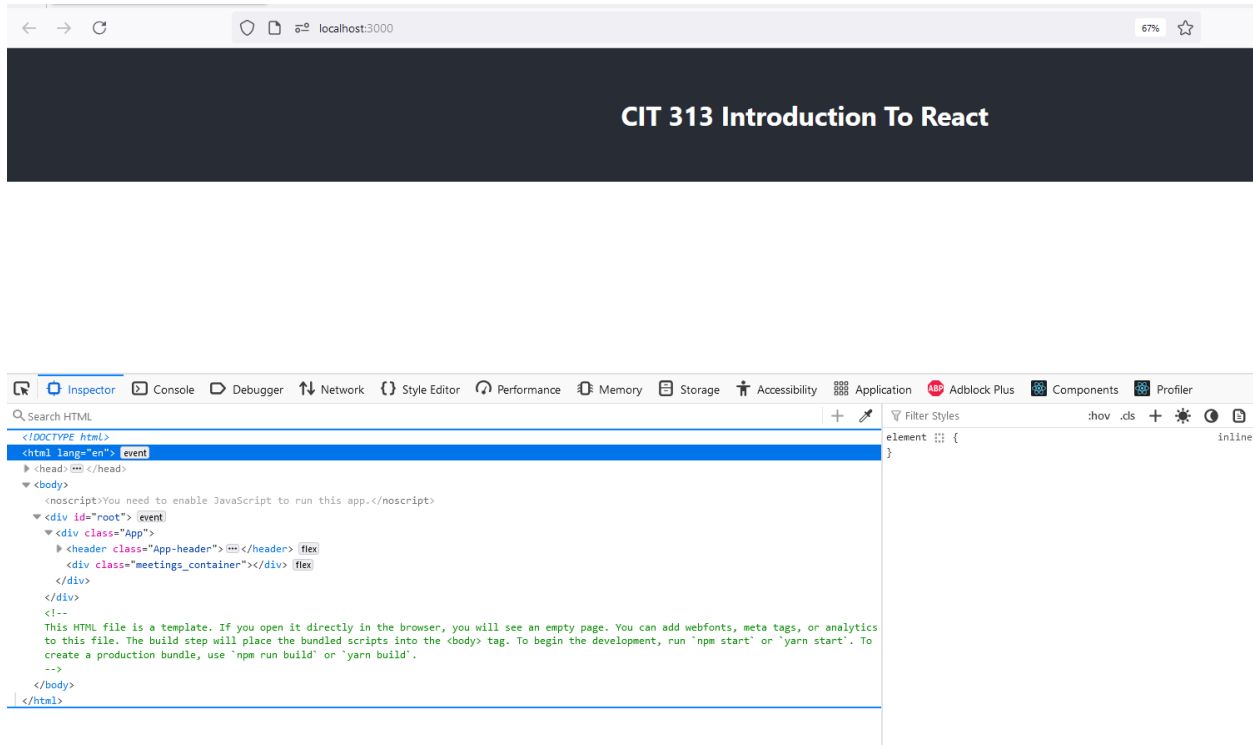 localhost:3000
67%
CIT 313 Introduction To React
Inspector Console Debugger Network {} Style Editor Performance Memory Storage Accessibility Application ABP Adblock Plus Components Profiler
Search HTML
Filter Styles :hov .cls
<!DOCTYPE html>
<html lang="en"> event
<head> ••• </head>
<body>
<noscript>You need to enable JavaScript to run this app.</noscript>
<div id="root"> event
<div class="App">
<header class="App-header"> ••• </header> flex
<div class="meetings_container"></div> flex
</div>
</div>
<!--
This HTML file is a template. If you open it directly in the browser, you will see an empty page. You can add webfonts, meta tags, or analytics
to this file. The build step will place the bundled scripts into the <body> tag. To begin the development, run `npm start` or `yarn start`. To
create a production bundle, use `npm run build` or `yarn build`.
-->
</body>
</html>
element { inline
}